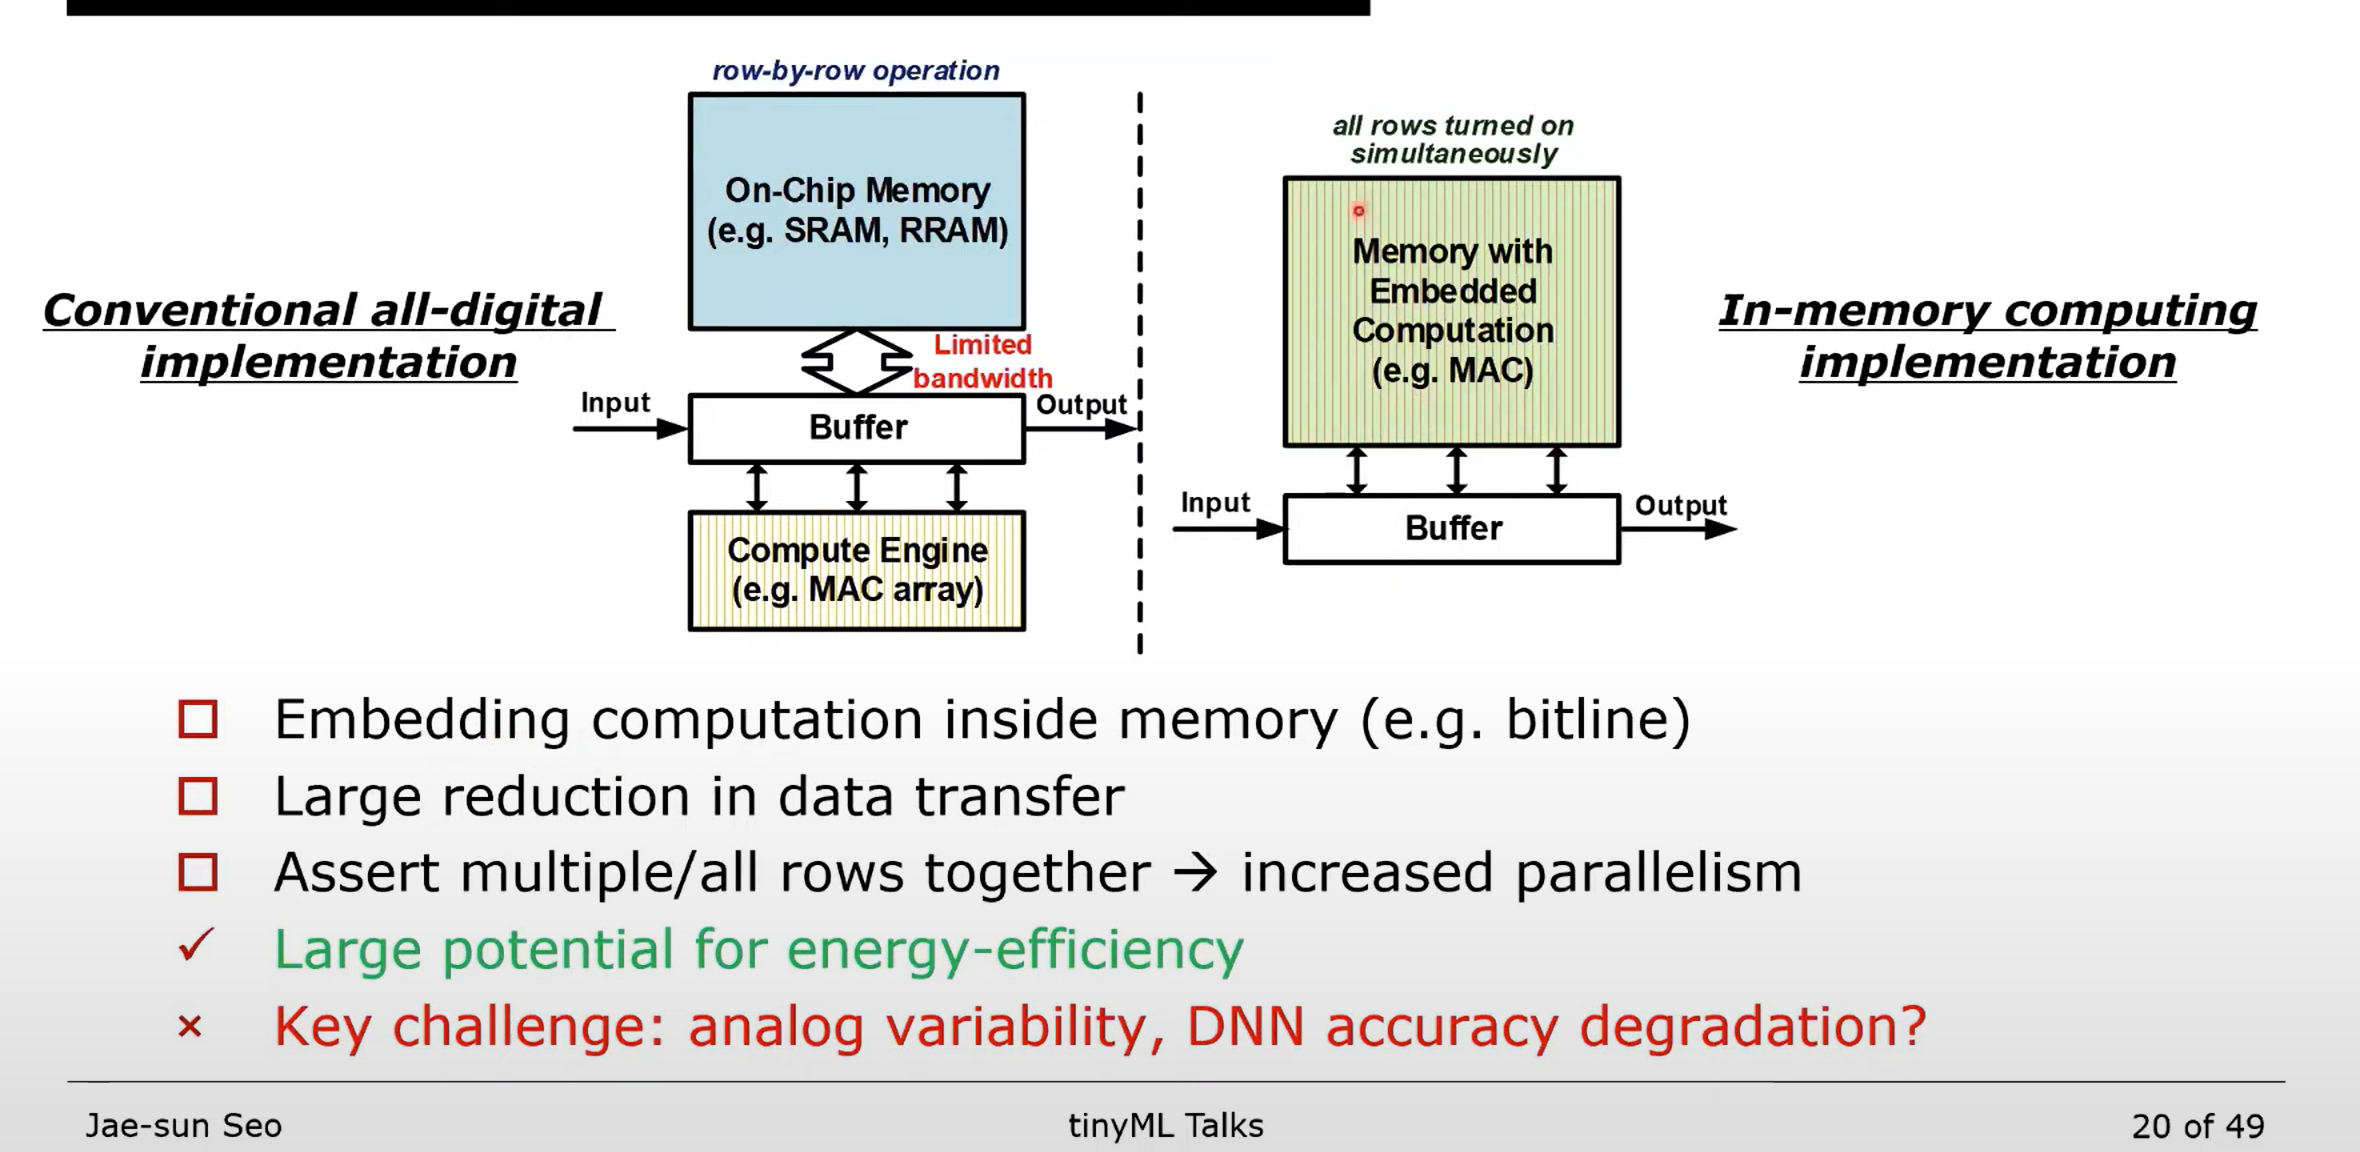 row-by-row operation
On-Chip Memory
(e.g. SRAM, RRAM)
Conventional all-digital
implementation
Limited
bandwidth
Input
Buffer
Output
Compute Engine
(e.g. MAC array)
all rows turned on
simultaneously
Memory with
Embedded
Computation
(e.g. MAC)
In-memory computing
implementation
Input
Buffer
Output
Embedding computation inside memory (e.g. bitline)
Large reduction in data transfer
Assert multiple/all rows together → increased parallelism
✓ Large potential for energy-efficiency
× Key challenge: analog variability, DNN accuracy degradation?
Jae-sun Seo
tinyML Talks
20 of 49